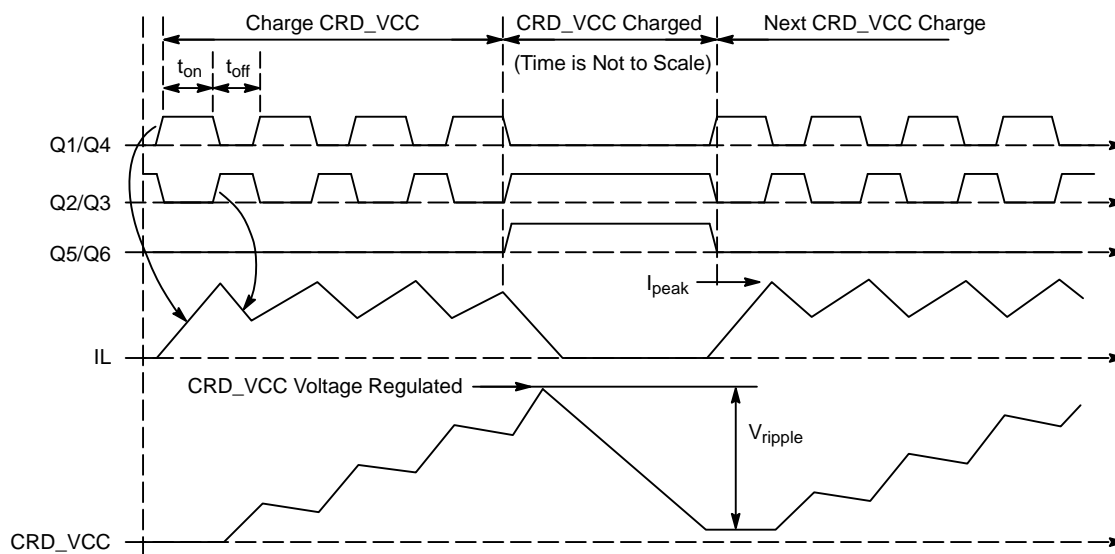 Charge CRD_VCC
CRD_VCC Charged
Next CRD_VCC Charge
(Time is Not to Scale)
ton
toff
Q1/Q4
Q2/Q3
Q5/Q6
Ipeak
IL
CRD_VCC Voltage Regulated
Vripple
CRD_VCC